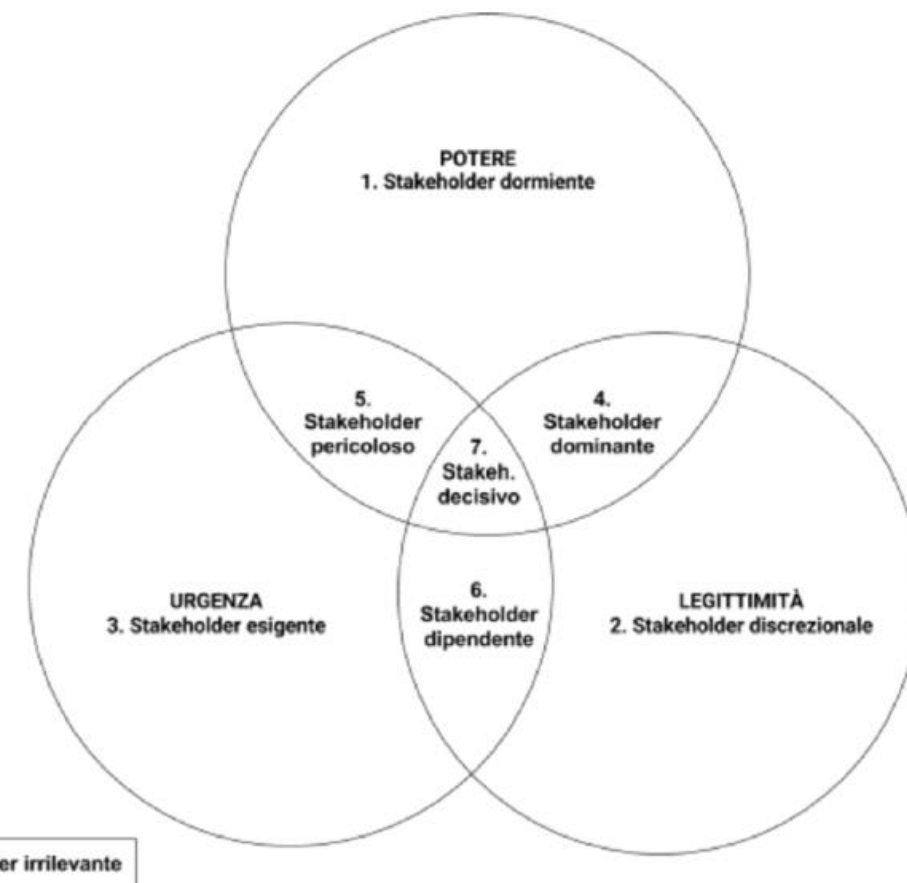 POTERE
1. Stakeholder dormiente
5.
Stakeholder
pericoloso
4.
Stakeholder
dominante
7.
Stakeh.
decisivo
URGENZA
3. Stakeholder esigente
6.
Stakeholder
dipendente
LEGITTIMITÀ
2. Stakeholder discrezionale
irrilevante